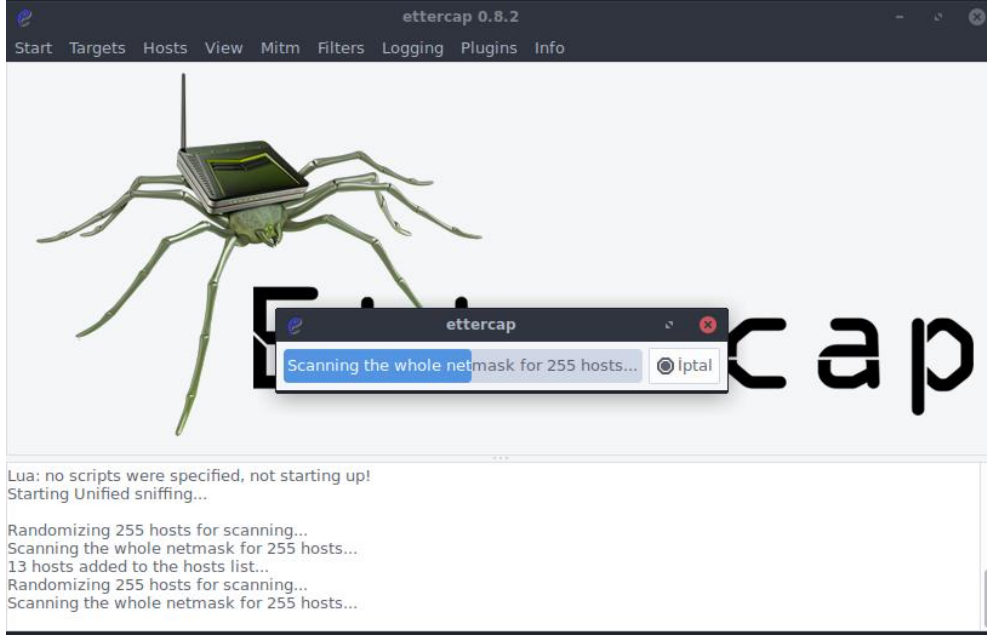 ettercap 0.8.2
Start Targets Hosts View Mitm Filters Logging Plugins Info
ettercap
Scanning the whole netmask for 255 hosts... İptal
Lua: no scripts were specified, not starting up!
Starting Unified sniffing...
Randomizing 255 hosts for scanning...
Scanning the whole netmask for 255 hosts...
13 hosts added to the hosts list...
Randomizing 255 hosts for scanning...
Scanning the whole netmask for 255 hosts...